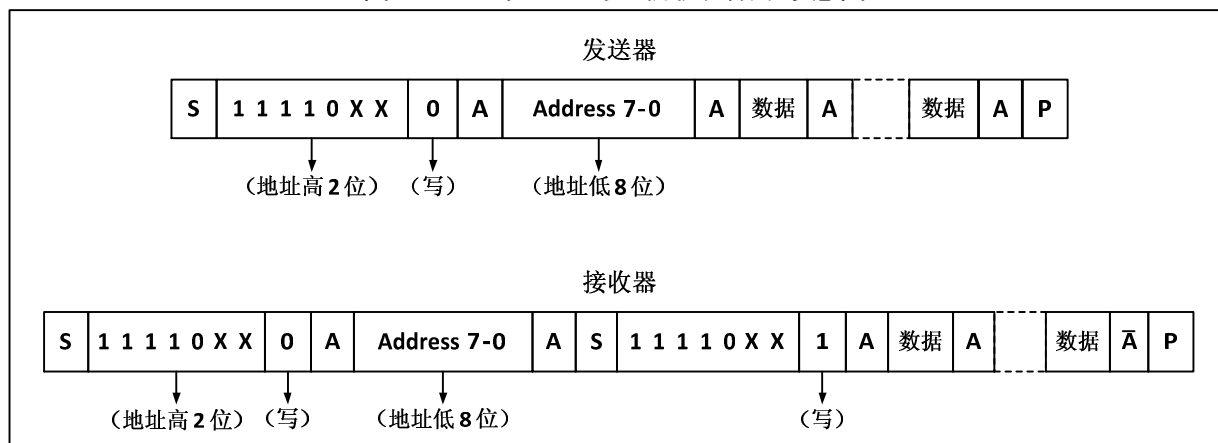 发送器
S 1 1 1 1 0 X X 0 A Address 7-0 A 数据 A 数据 A P
(地址高 2 位) (写) (地址低 8 位)
接收器
S 1 1 1 1 0 X X 0 A Address 7-0 A S 1 1 1 1 0 X X 1 A 数据 A 数据 A̅ P
(地址高 2 位) (写) (地址低 8 位) (写)